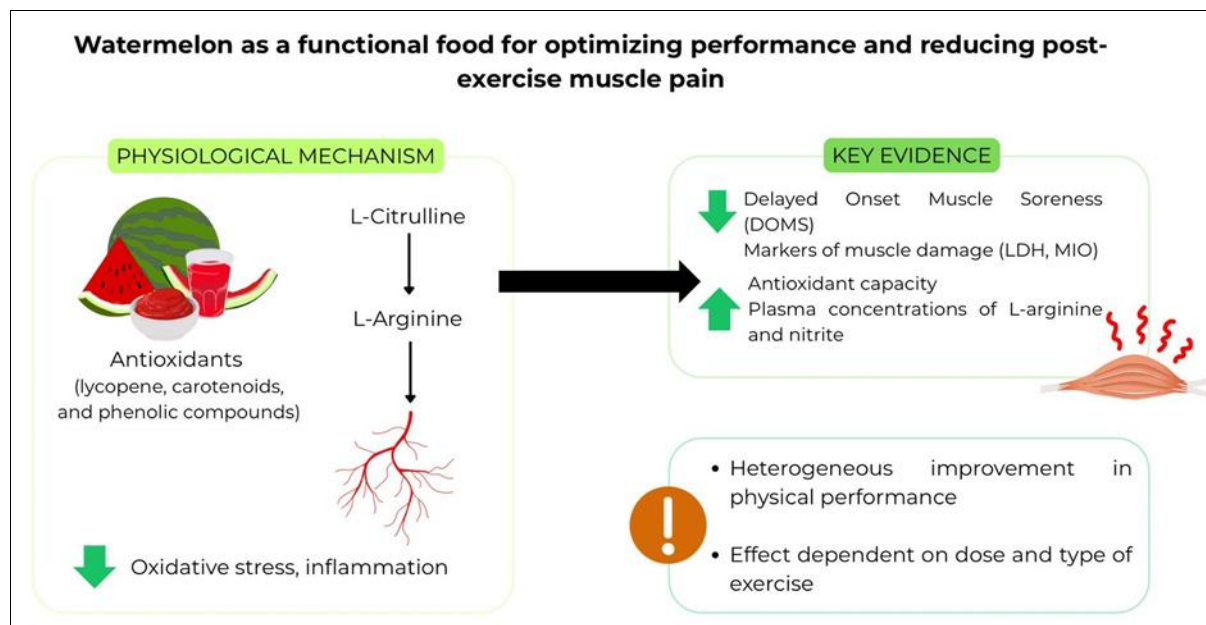 Watermelon as a functional food for optimizing performance and reducing post-
exercise muscle pain
PHYSIOLOGICAL MECHANISM
L-Citrulline
L-Arginine
Antioxidants
(lycopene, carotenoids,
and phenolic compounds)
Oxidative stress, inflammation
KEY EVIDENCE
Delayed Onset Muscle Soreness
(DOMS)
Markers of muscle damage (LDH, MIO)
Antioxidant capacity
Plasma concentrations of L-arginine
and nitrite
• Heterogeneous improvement in
physical performance
• Effect dependent on dose and type of
exercise